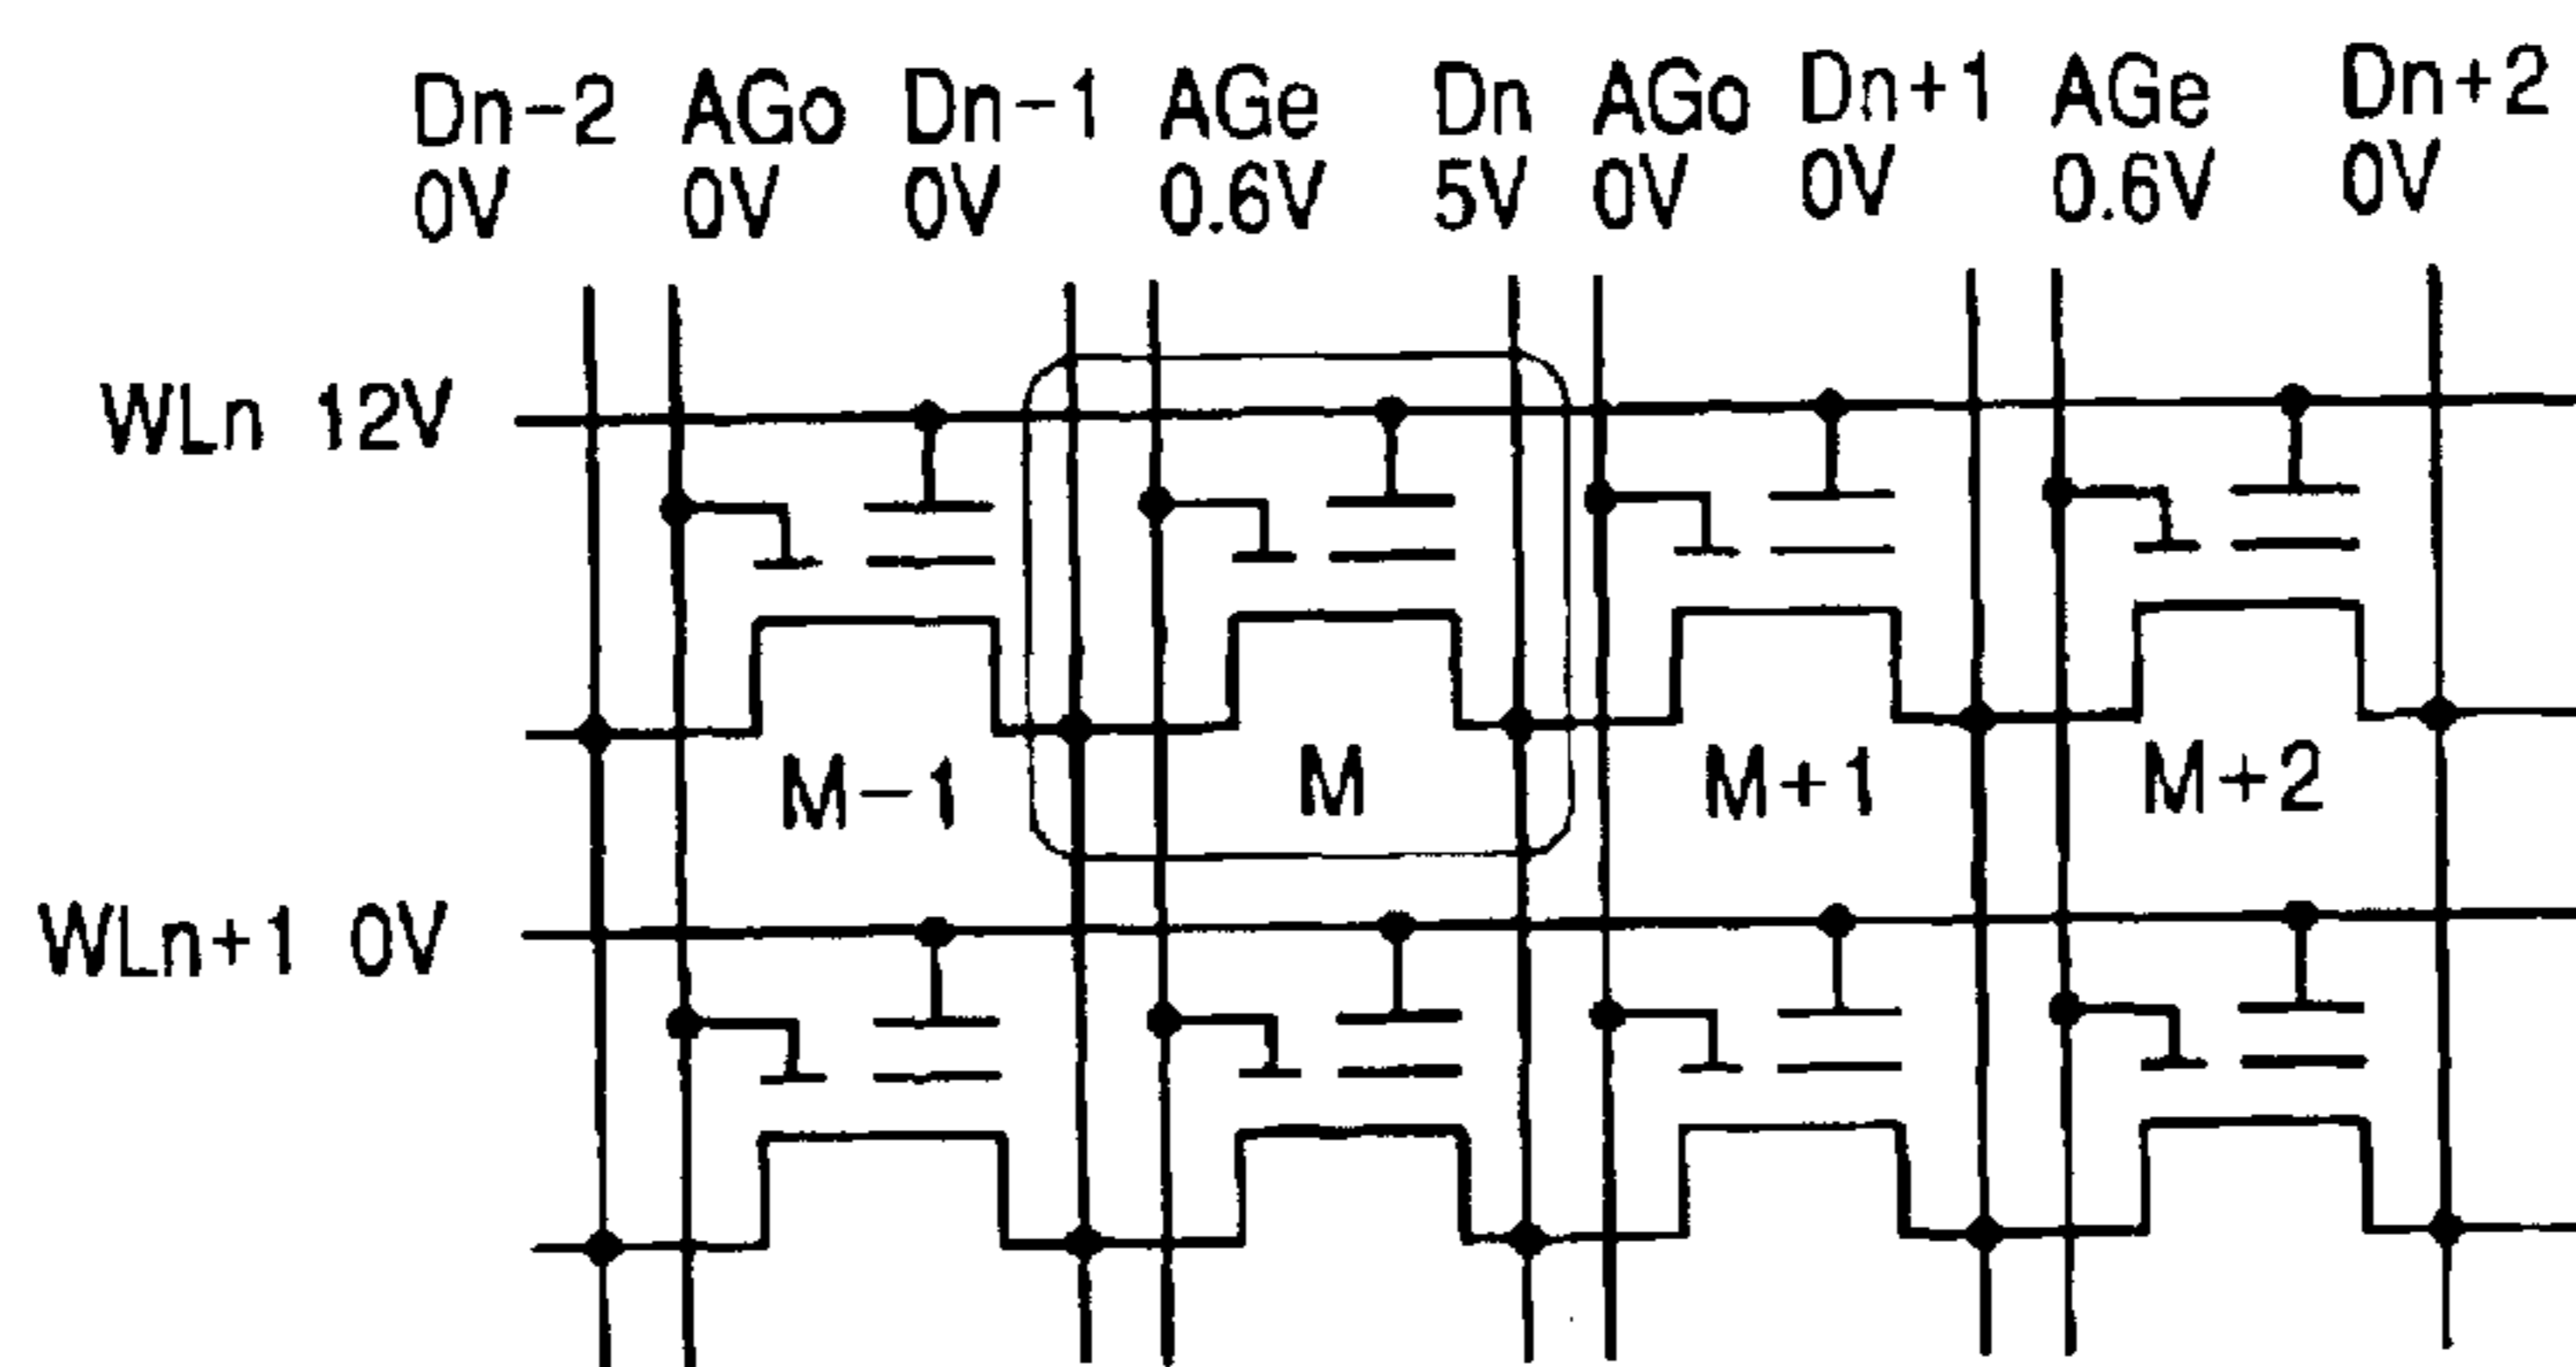 Dn-2 AGo Dn-1 AGe Dn AGo Dn+1 AGe Dn+2
0V 0V 0V 0.6V 5V 0V 0V 0.6V 0V
WLn 12V
M-1 M M+1 M+2
WLn+1 0V